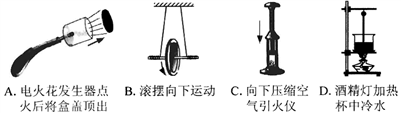 A. 电火花发生器点
火后将盒盖顶出
B. 滚摆向下运动
C. 向下压缩空
气引火仪
D. 酒精灯加热
杯中冷水